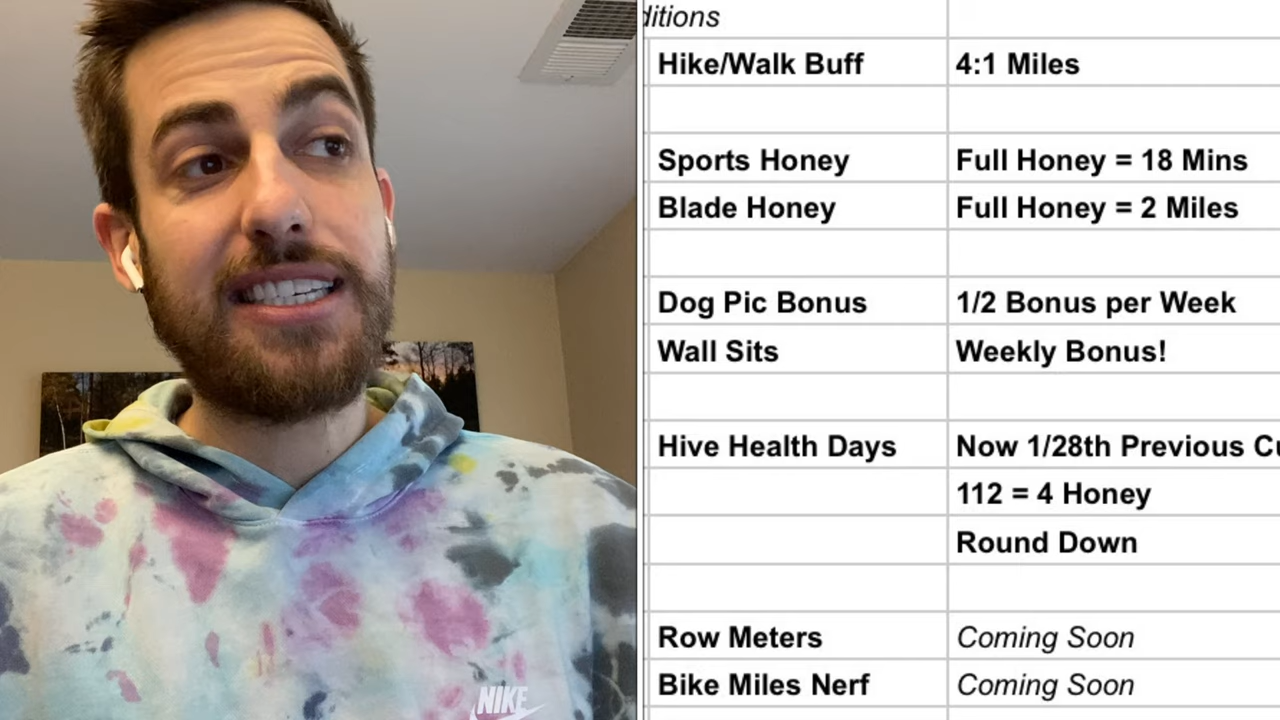 ditions
Hike/Walk Buff 4:1 Miles
Sports Honey Full Honey = 18 Mins
Blade Honey Full Honey = 2 Miles
Dog Pic Bonus 1/2 Bonus per Week
Wall Sits Weekly Bonus!
Hive Health Days Now 1/28th Previous Cu
112 = 4 Honey
Round Down
Row Meters Coming Soon
Bike Miles Nerf Coming Soon
NIKE